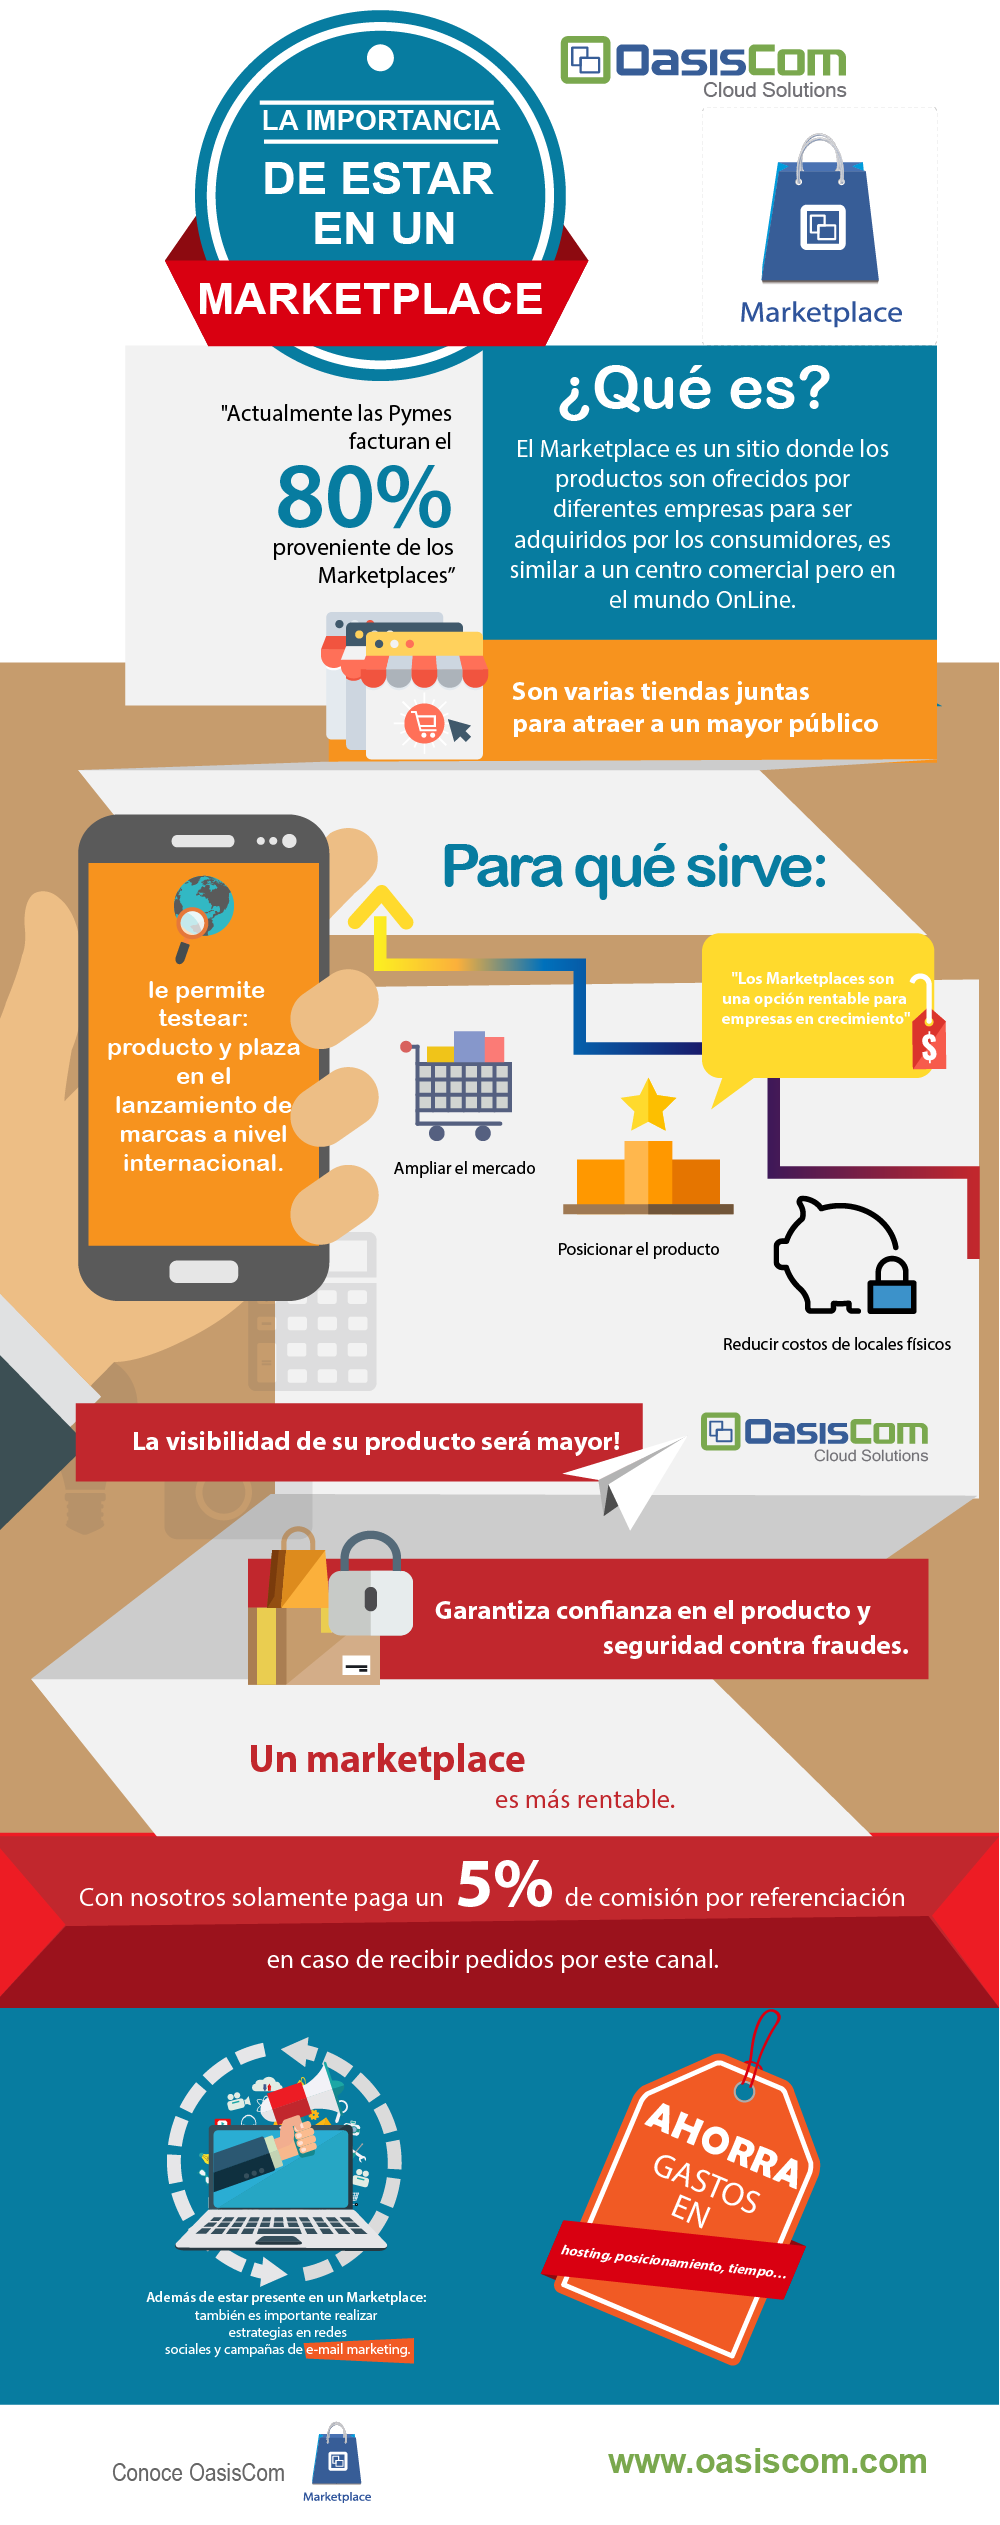 LA IMPORTANCIA
DE ESTAR
EN UN
MARKETPLACE
OasisCom
Cloud Solutions
Marketplace
"Actualmente las Pymes
facturan el
80%
proveniente de los
Marketplaces”
¿Qué es?
El Marketplace es un sitio donde los
productos son ofrecidos por
diferentes empresas para ser
adquiridos por los consumidores, es
similar a un centro comercial pero en
el mundo OnLine.
Son varias tiendas juntas
para atraer a un mayor público
Para qué sirve:
le permite
testear:
producto y plaza
en el
lanzamiento de
marcas a nivel
internacional.
"Los Marketplaces son
una opción rentable para
empresas en crecimiento"
$
Ampliar el mercado
Posicionar el producto
Reducir costos de locales físicos
La visibilidad de su producto será mayor!
OasisCom
Cloud Solutions
Garantiza confianza en el producto y
seguridad contra fraudes.
Un marketplace
es más rentable.
Con nosotros solamente paga un 5% de comisión por referenciación
en caso de recibir pedidos por este canal.
AHORRA
GASTOS
EN
hosting, posicionamiento, tiempo...
Además de estar presente en un Marketplace:
también es importante realizar
estrategias en redes
sociales y campañas de e-mail marketing.
Conoce OasisCom
Marketplace
www.oasiscom.com